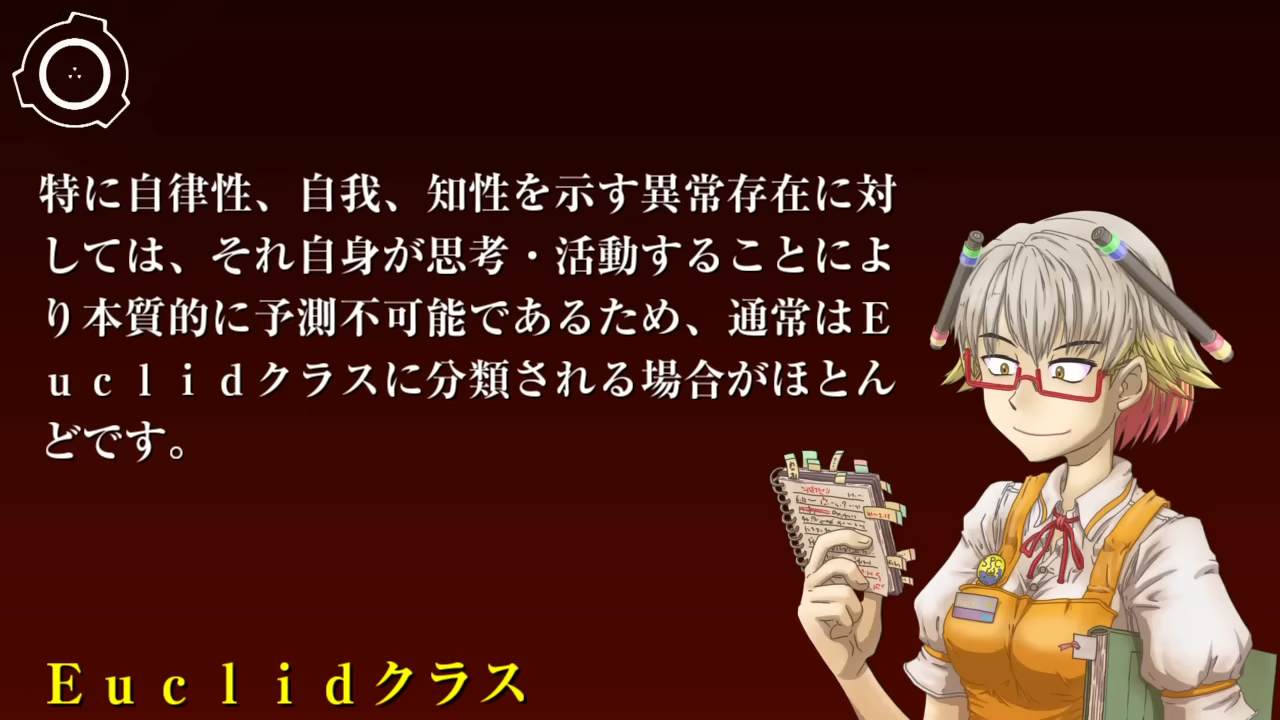 特に自律性、自我、知性を示す異常存在に対
しては、それ自身が思考・活動することによ
り本質的に予測不可能であるため、通常はＥ
ｕｃｌｉｄクラスに分類される場合がほとん
どです。
Ｅｕｃｌｉｄクラス